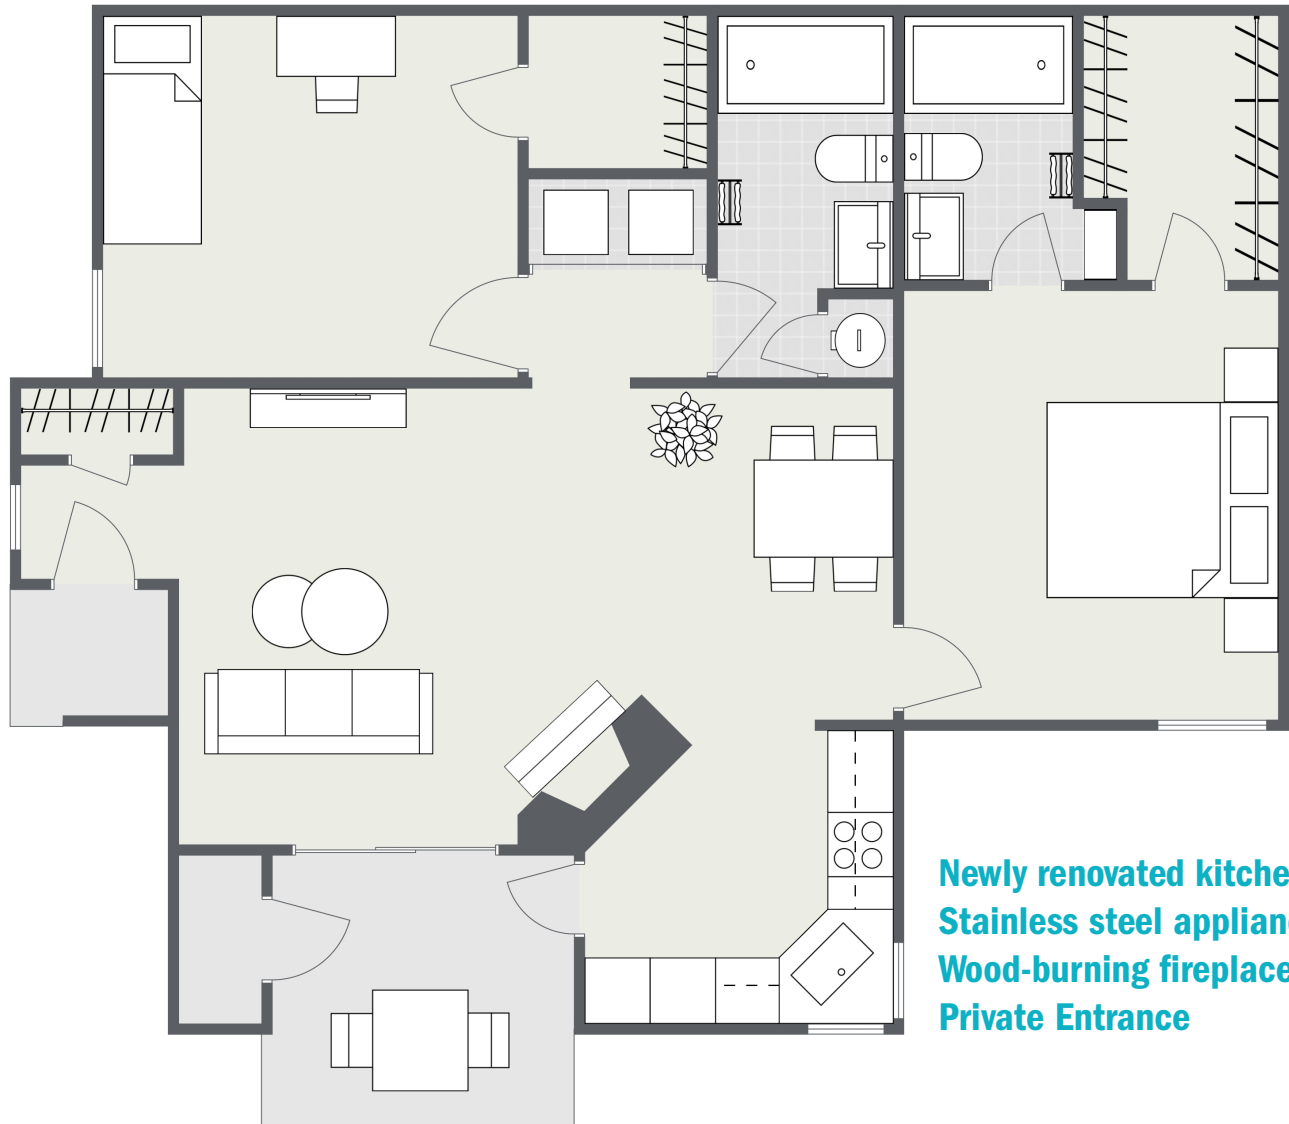 Newly renovated kitche
Stainless steel applian
Wood-burning fireplace
Private Entrance